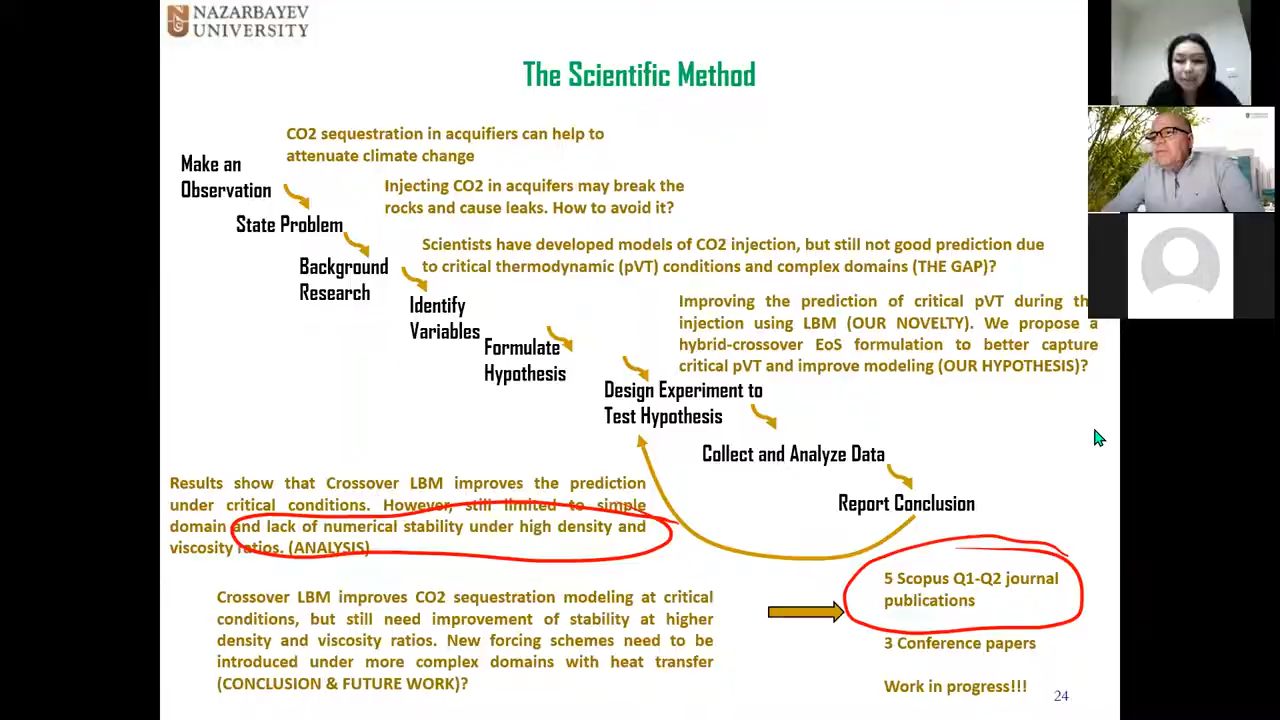 NAZARBAYEV
UNIVERSITY
The Scientific Method
CO2 sequestration in acquifiers can help to
attenuate climate change
Make an
Observation
Injecting CO2 in acquifers may break the
rocks and cause leaks. How to avoid it?
State Problem
Scientists have developed models of CO2 injection, but still not good prediction due
to critical thermodynamic (pVT) conditions and complex domains (THE GAP)?
Background
Research
Identify
Variables
Improving the prediction of critical pVT during th
injection using LBM (OUR NOVELTY). We propose a
hybrid-crossover EoS formulation to better capture
critical pVT and improve modeling (OUR HYPOTHESIS)?
Formulate
Hypothesis
Design Experiment to
Test Hypothesis
Collect and Analyze Data
Report Conclusion
Results show that Crossover LBM improves the prediction
under critical conditions. However, still limited to simple
domain and lack of numerical stability under high density and
viscosity ratios. (ANALYSIS)
Crossover LBM improves CO2 sequestration modeling at critical
conditions, but still need improvement of stability at higher
density and viscosity ratios. New forcing schemes need to be
introduced under more complex domains with heat transfer
(CONCLUSION & FUTURE WORK)?
5 Scopus Q1-Q2 journal
publications
3 Conference papers
Work in progress!!!
24